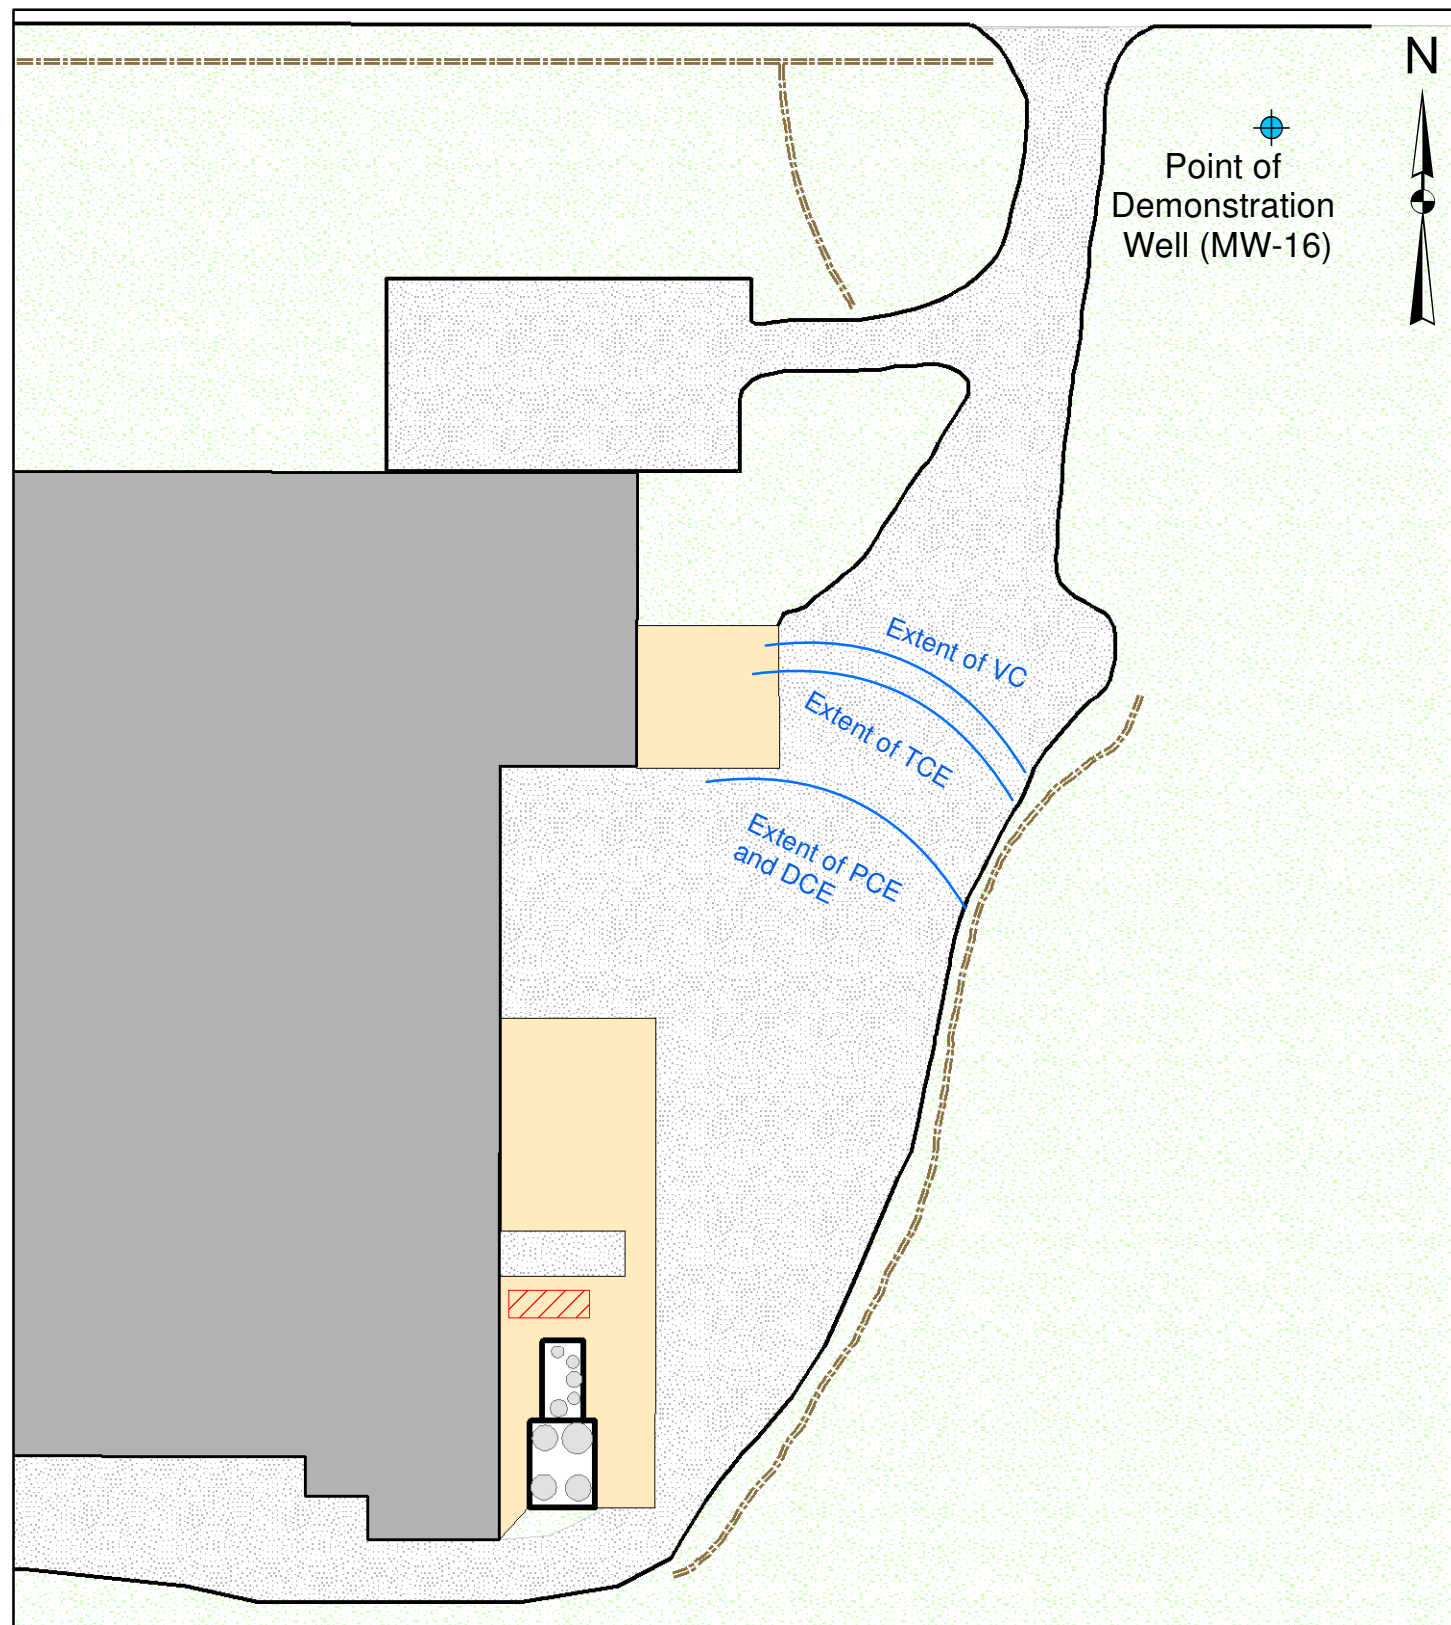 N
Point of
Demonstration
Well (MW-16)
Extent of VC
Extent of TCE
Extent of PCE
and DCE